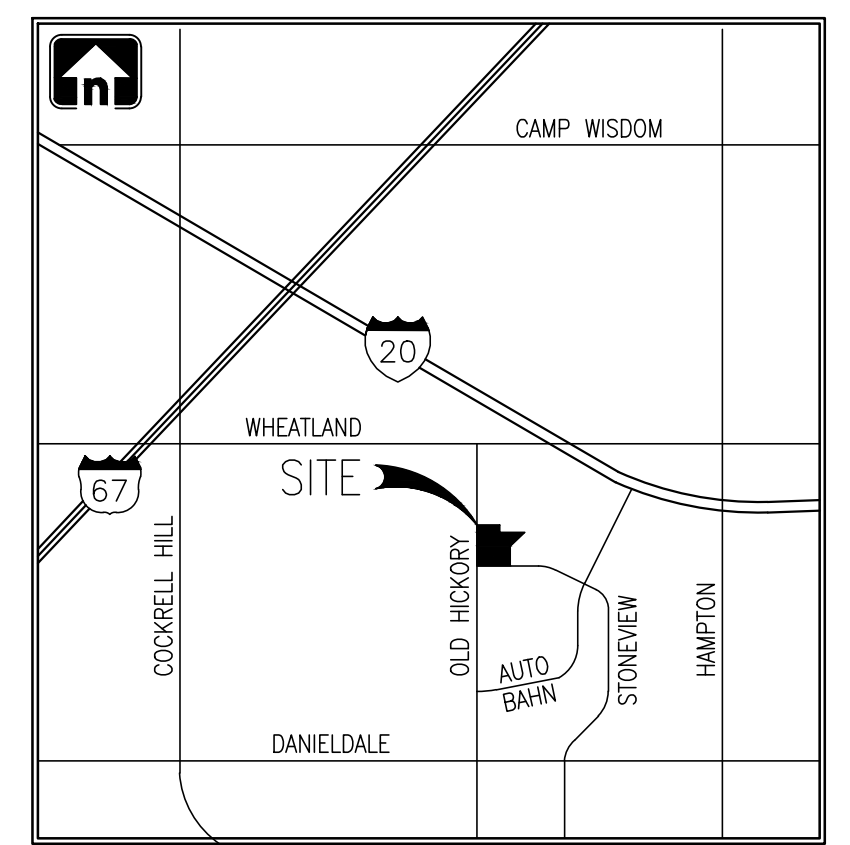 n
CAMP WISDOM
20
WHEATLAND
SITE
67
COCKRELL HILL
OLD HICKORY
AUTO
BAHN
STONEVIEW
HAMPTON
DANIELDALE